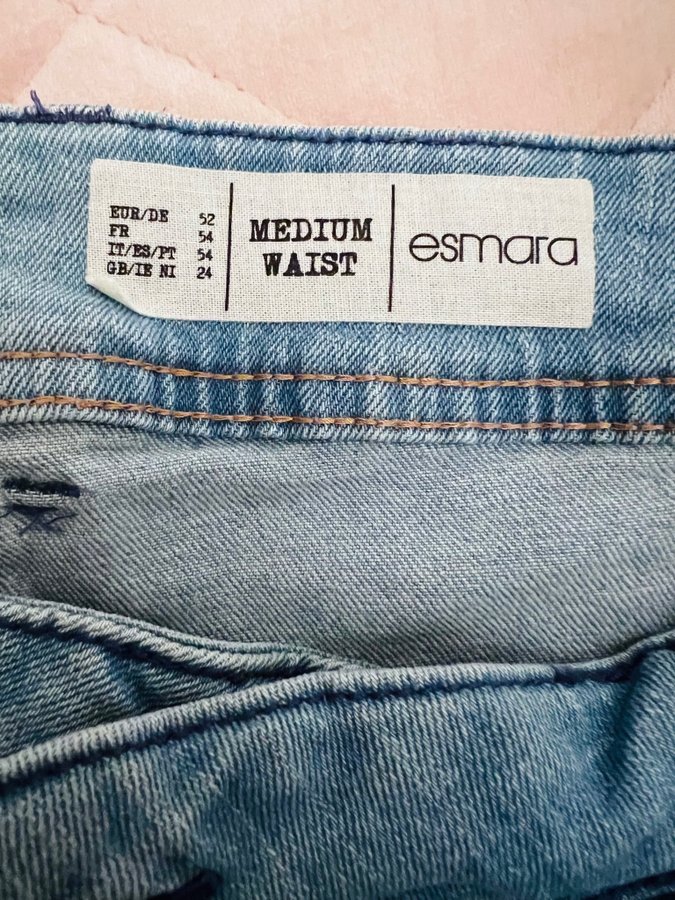 EUR/DE 52
FR 54
IT/ES/PT 54
GB/IE NI 24
MEDIUM
WAIST
esmara